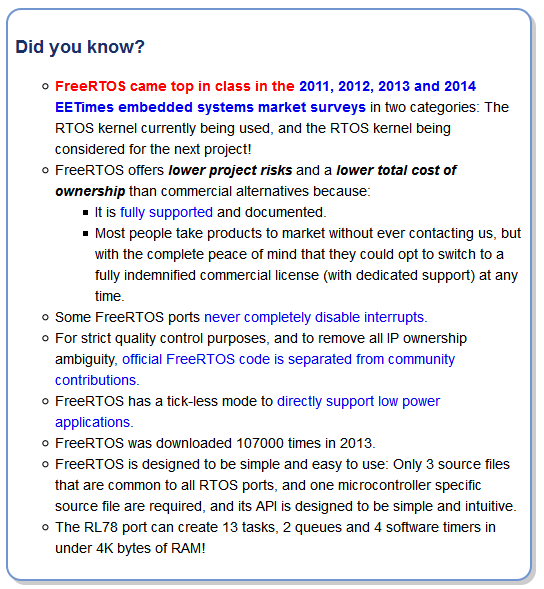 Did you know?
FreeRTOS came top in class in the 2011, 2012, 2013 and 2014
EETimes embedded systems market surveys in two categories: The
RTOS kernel currently being used, and the RTOS kernel being
considered for the next project!
FreeRTOS offers lower project risks and a lower total cost of
ownership than commercial alternatives because:
It is fully supported and documented.
Most people take products to market without ever contacting us, but
with the complete peace of mind that they could opt to switch to a
fully indemnified commercial license (with dedicated support) at any
time.
Some FreeRTOS ports never completely disable interrupts.
For strict quality control purposes, and to remove all IP ownership
ambiguity, official FreeRTOS code is separated from community
contributions.
FreeRTOS has a tick-less mode to directly support low power
applications.
FreeRTOS was downloaded 107000 times in 2013.
FreeRTOS is designed to be simple and easy to use: Only 3 source files
that are common to all RTOS ports, and one microcontroller specific
source file are required, and its API is designed to be simple and intuitive.
The RL78 port can create 13 tasks, 2 queues and 4 software timers in
under 4K bytes of RAM!